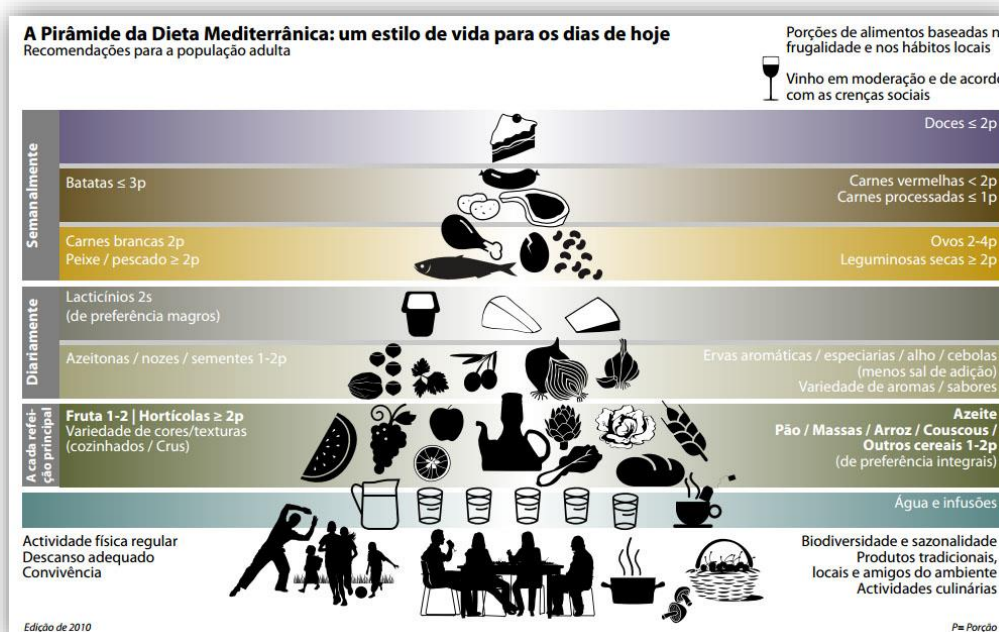 A Pirâmide da Dieta Mediterrânica: um estilo de vida para os dias de hoje
Recomendações para a população adulta
Porções de alimentos baseadas n
frugalidade e nos hábitos locais
Vinho em moderação e de acordo
com as crenças sociais
Semanalmente
Doces ≤ 2p
Batatas ≤ 3p
Carnes vermelhas < 2p
Carnes processadas ≤ 1p
Carnes brancas 2p
Peixe / pescado ≥ 2p
Ovos 2-4p
Leguminosas secas ≥ 2p
Diariamente
Lacticínios 2s
(de preferência magros)
Azeitonas / nozes / sementes 1-2p
Ervas aromáticas / especiarias / alho / cebolas
(menos sal de adição)
Variedade de aromas / sabores
A cada refei-
ção principal
Fruta 1-2 | Hortícolas ≥ 2p
Variedade de cores/texturas
(cozinhados / Crus)
Azeite
Pão / Massas / Arroz / Couscous /
Outros cereais 1-2p
(de preferência integrais)
Água e infusões
Actividade física regular
Descanso adequado
Convivência
Biodiversidade e sazonalidade
Produtos tradicionais,
locais e amigos do ambiente
Actividades culinárias
Edição de 2010
P= Porção